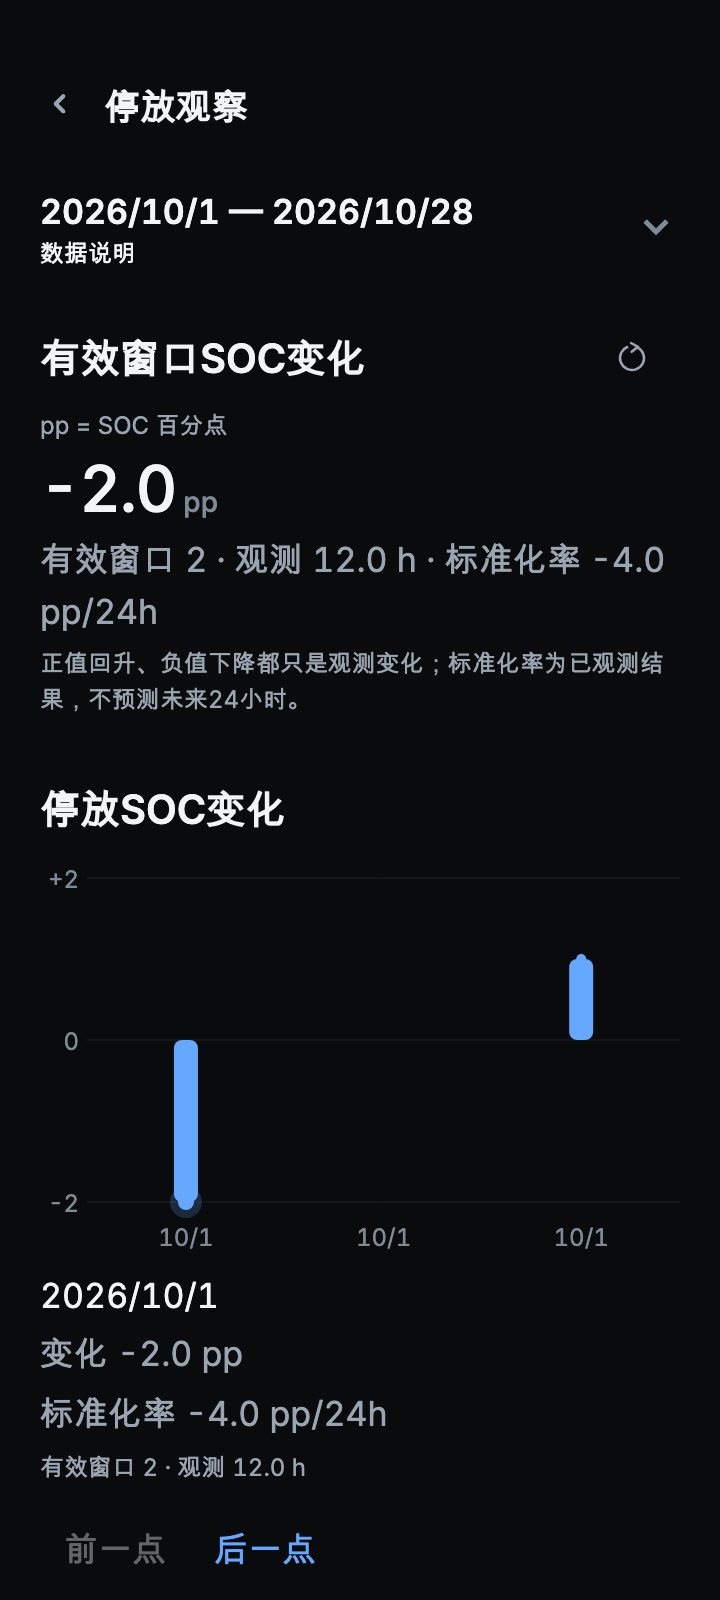 停放观察
2026/10/1 — 2026/10/28
数据说明
有效窗口SOC变化
pp = SOC 百分点
-2.0 pp
有效窗口 2 · 观测 12.0 h · 标准化率 -4.0
pp/24h
正值回升、负值下降都只是观测变化；标准化率为已观测结
果，不预测未来24小时。
停放SOC变化
+2
0
-2
10/1 10/1 10/1
2026/10/1
变化 -2.0 pp
标准化率 -4.0 pp/24h
有效窗口 2 · 观测 12.0 h
前一点 后一点